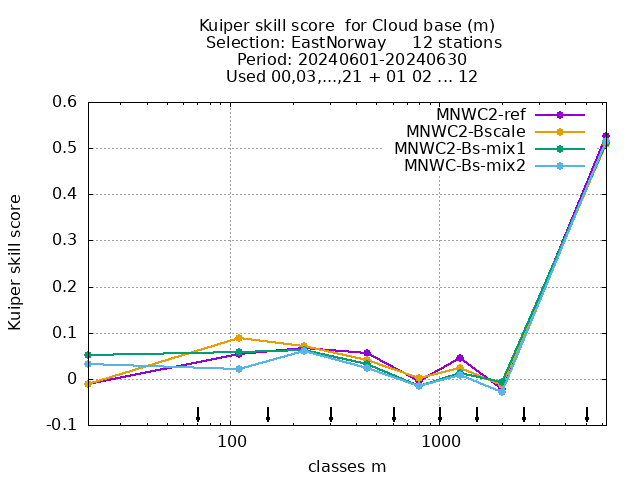 Kuiper skill score  for Cloud base (m)
Selection: EastNorway     12 stations
Period: 20240601-20240630
Used 00,03,...,21 + 01 02 ... 12
MNWC2-ref
MNWC2-Bscale
MNWC2-Bs-mix1
MNWC-Bs-mix2
Kuiper skill score
0.6
0.5
0.4
0.3
0.2
0.1
0
-0.1
100
1000
classes m